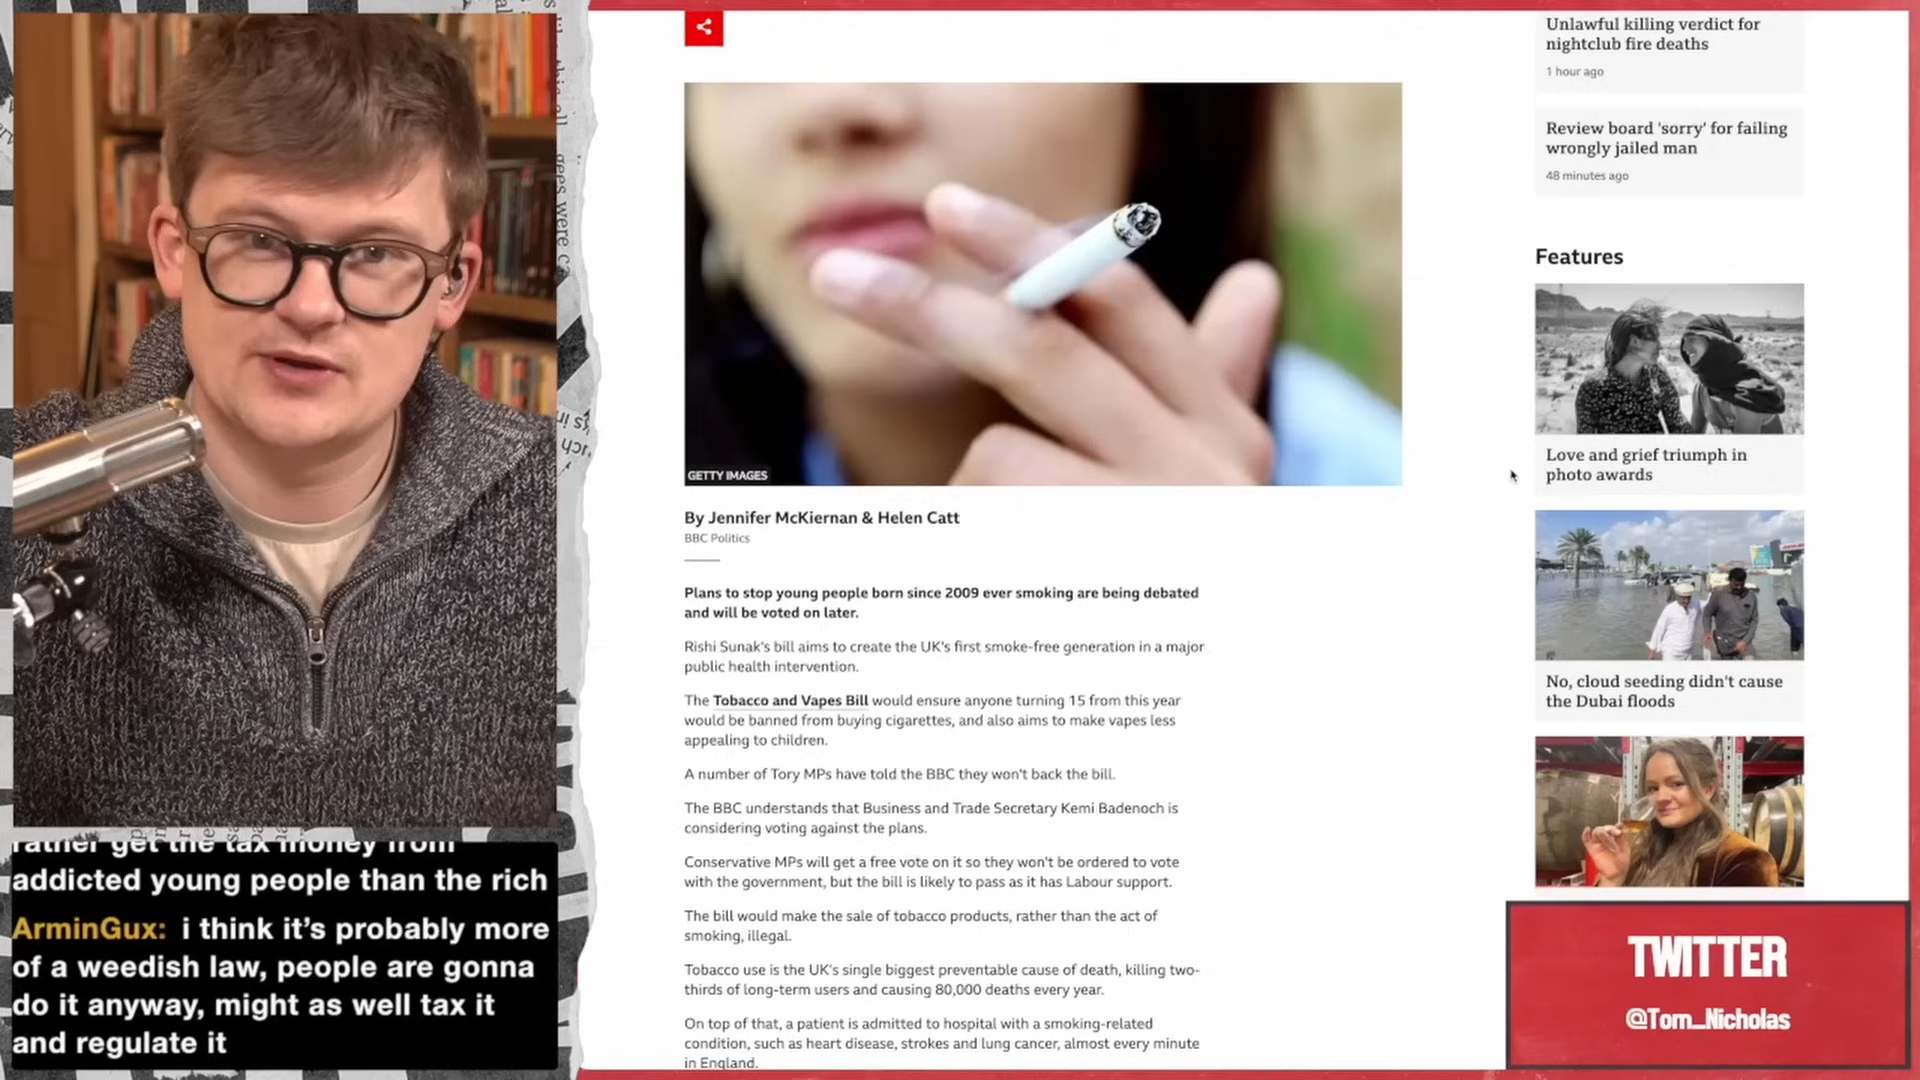 Unlawful killing verdict for
nightclub fire deaths
1 hour ago
Review board 'sorry' for failing
wrongly jailed man
48 minutes ago
Features
GETTY IMAGES
Love and grief triumph in
photo awards
By Jennifer McKiernan & Helen Catt
BBC Politics
Plans to stop young people born since 2009 ever smoking are being debated
and will be voted on later.
Rishi Sunak's bill aims to create the UK's first smoke-free generation in a major
public health intervention.
The Tobacco and Vapes Bill would ensure anyone turning 15 from this year
would be banned from buying cigarettes, and also aims to make vapes less
appealing to children.
A number of Tory MPs have told the BBC they won't back the bill.
The BBC understands that Business and Trade Secretary Kemi Badenoch is
considering voting against the plans.
Conservative MPs will get a free vote on it so they won't be ordered to vote
with the government, but the bill is likely to pass as it has Labour support.
The bill would make the sale of tobacco products, rather than the act of
smoking, illegal.
Tobacco use is the UK's single biggest preventable cause of death, killing two-
thirds of long-term users and causing 80,000 deaths every year.
On top of that, a patient is admitted to hospital with a smoking-related
condition, such as heart disease, strokes and lung cancer, almost every minute
in England.
No, cloud seeding didn't cause
the Dubai floods
rather get the tax money from
addicted young people than the rich
ArminGux: i think it's probably more
of a weedish law, people are gonna
do it anyway, might as well tax it
and regulate it
TWITTER
@Tom_Nicholas